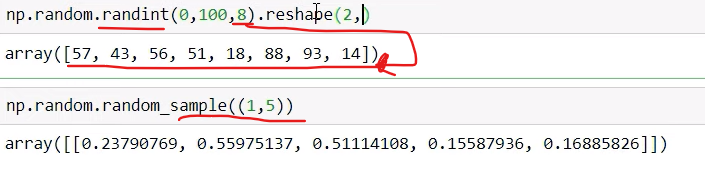 np.random.randint(0,100,8).reshape(2,)
array([57, 43, 56, 51, 18, 88, 93, 14])
np.random.random_sample((1,5))
array([[0.23790769, 0.55975137, 0.51114108, 0.15587936, 0.16885826]])